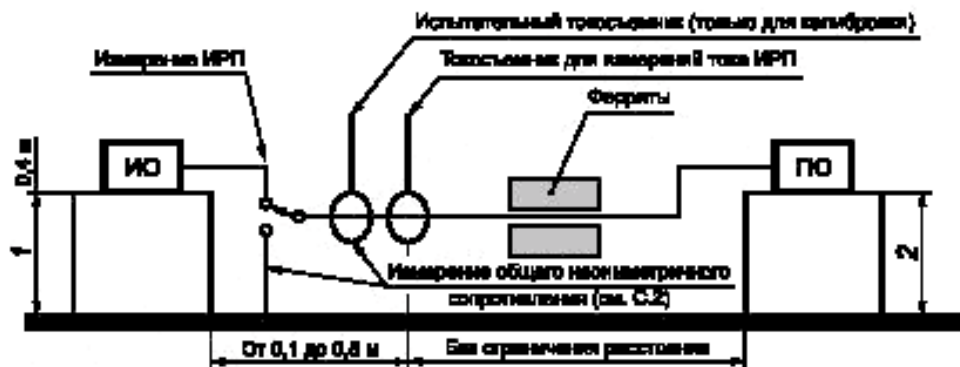 Испытательный токосъемник (только для калибровки)
Измерение ИРП
Токосъемник для измерений тока ИРП
Ферриты
0,4 м
ИО
ПО
1
2
Измерение общего несимметричного
сопротивления (см. С.2)
От 0,1 до 0,8 м
Без ограничения расстояния